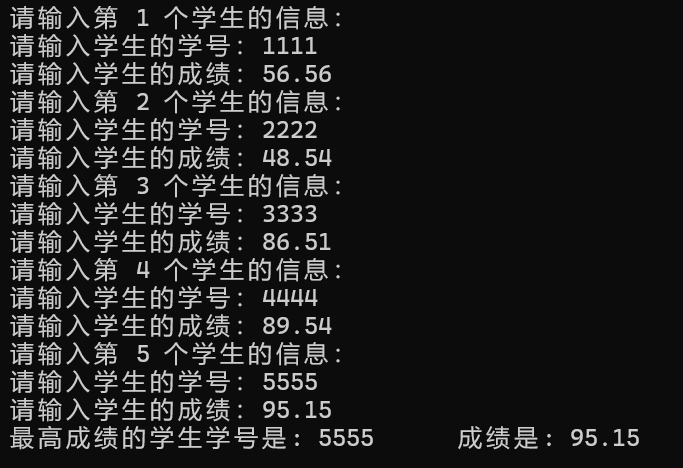 请输入第 1 个学生的信息:
请输入学生的学号: 1111
请输入学生的成绩: 56.56
请输入第 2 个学生的信息:
请输入学生的学号: 2222
请输入学生的成绩: 48.54
请输入第 3 个学生的信息:
请输入学生的学号: 3333
请输入学生的成绩: 86.51
请输入第 4 个学生的信息:
请输入学生的学号: 4444
请输入学生的成绩: 89.54
请输入第 5 个学生的信息:
请输入学生的学号: 5555
请输入学生的成绩: 95.15
最高成绩的学生学号是: 5555      成绩是: 95.15